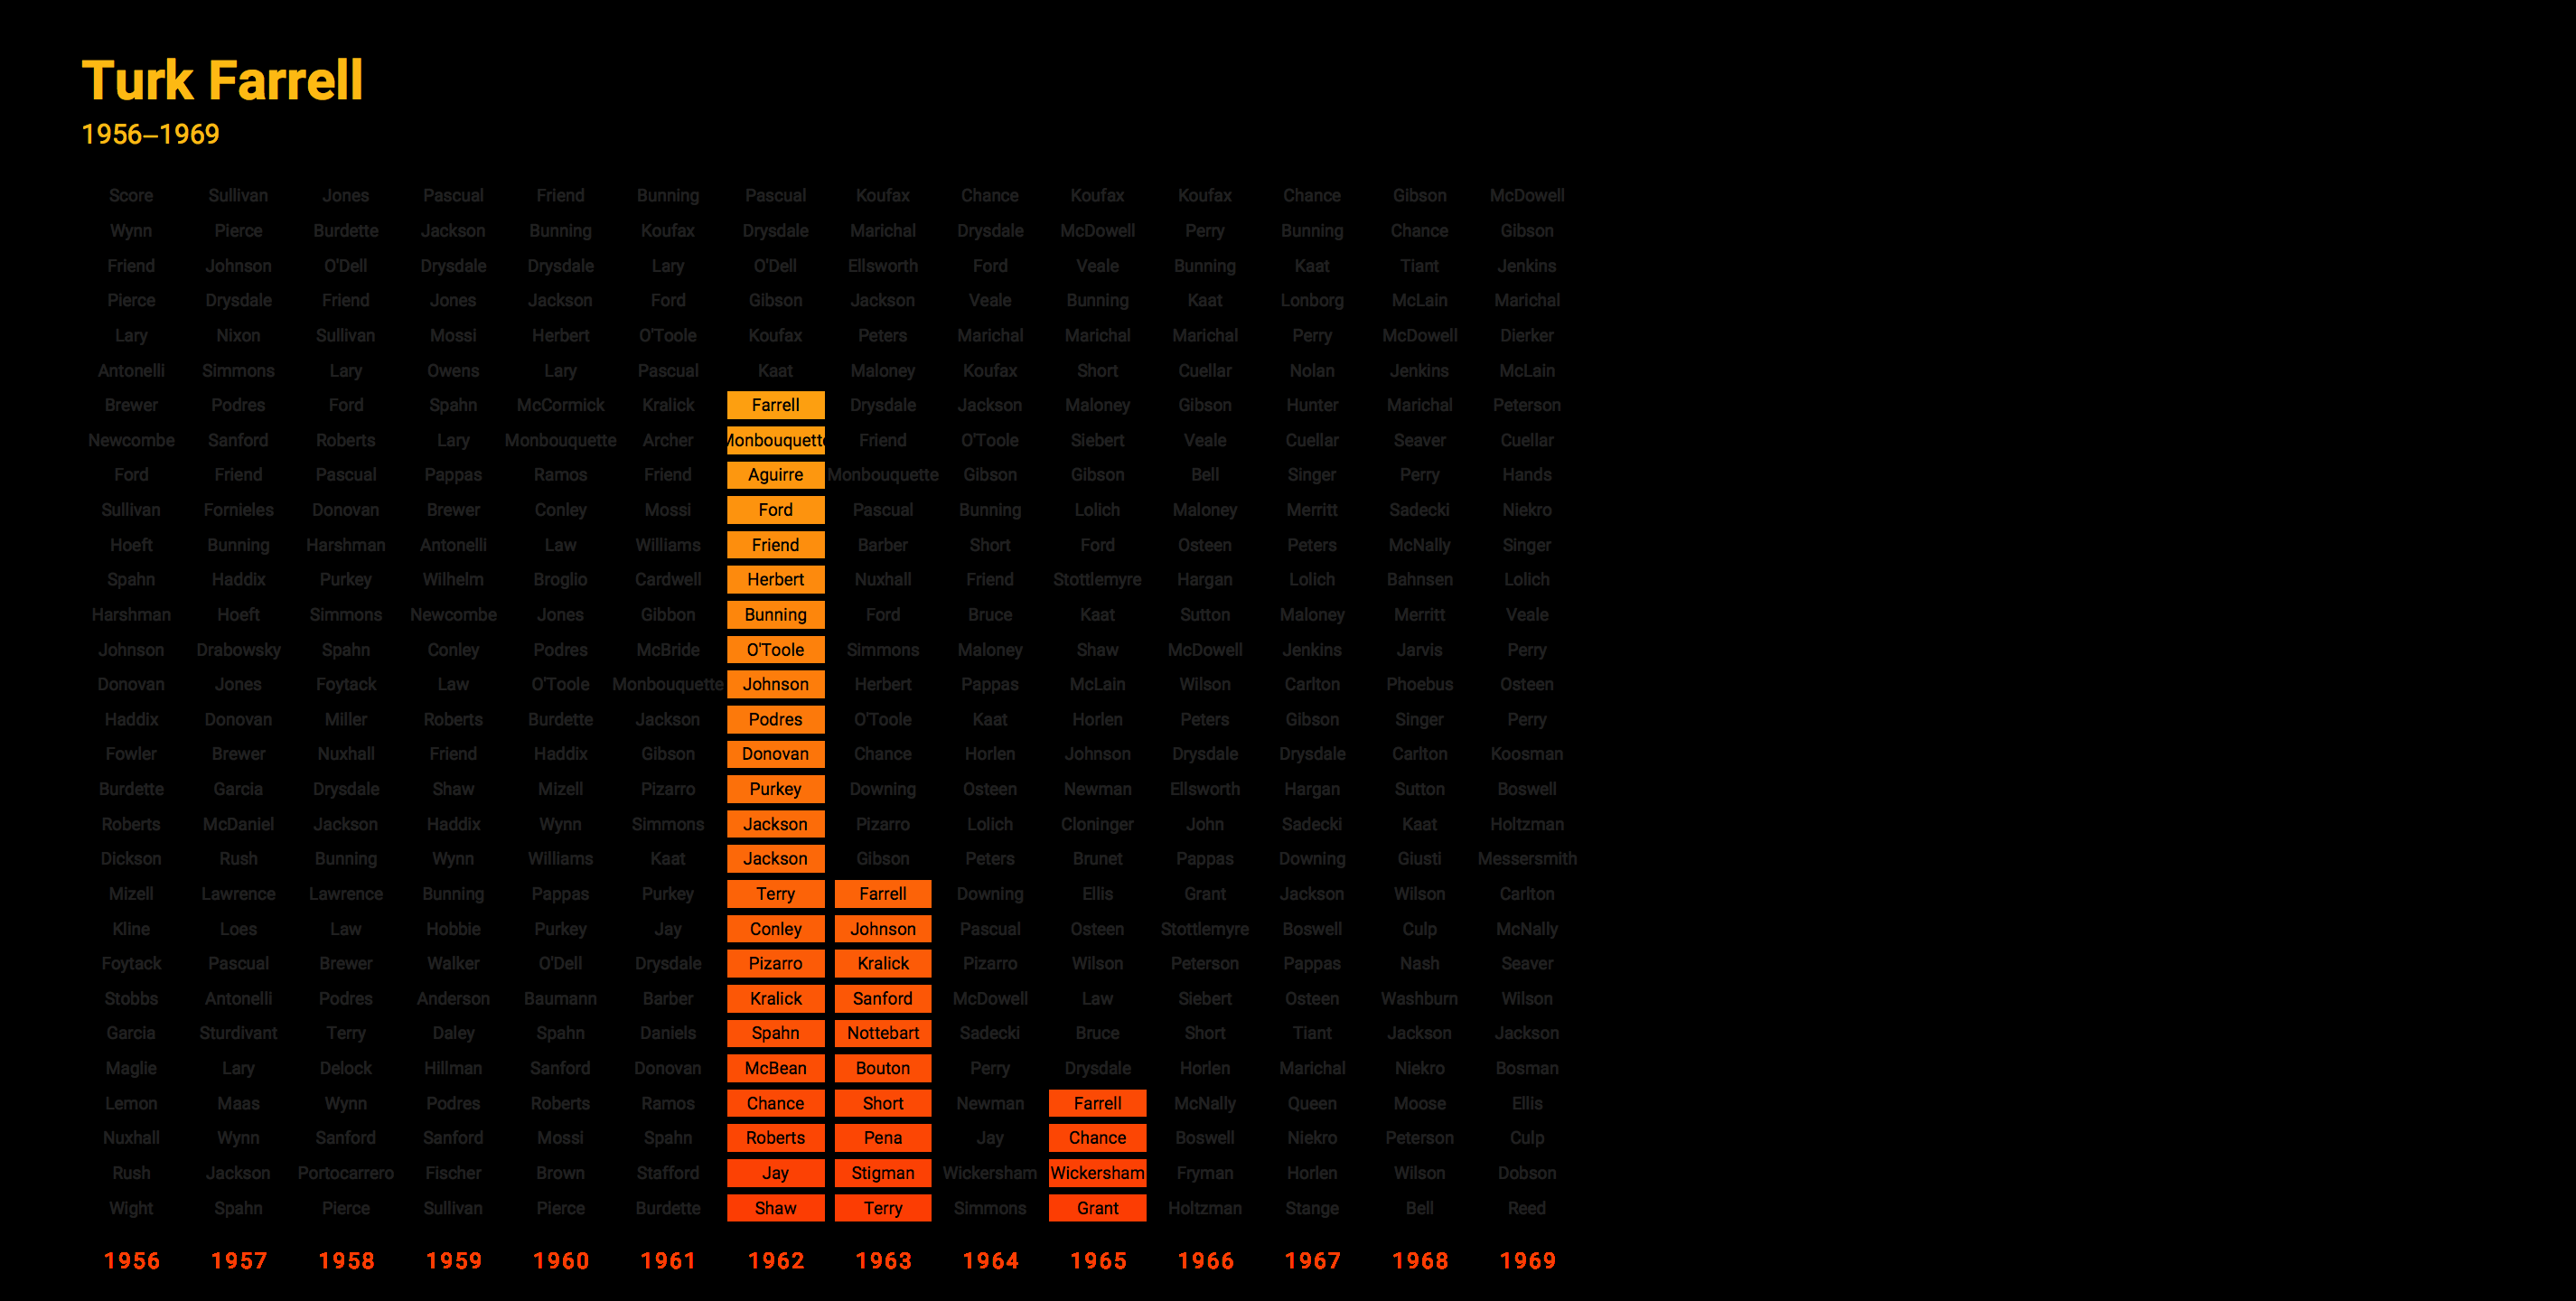 Turk Farrell
1956–1969
Score Sullivan Jones Pascual Friend Bunning Pascual Koufax Chance Koufax Koufax Chance Gibson McDowell
Wynn Pierce Burdette Jackson Bunning Koufax Drysdale Marichal Drysdale McDowell Perry Bunning Chance Gibson
Friend Johnson O'Dell Drysdale Drysdale Lary O'Dell Ellsworth Ford Veale Bunning Kaat Tiant Jenkins
Pierce Drysdale Friend Jones Jackson Ford Gibson Jackson Veale Bunning Kaat Lonborg McLain Marichal
Lary Nixon Sullivan Mossi Herbert O'Toole Koufax Peters Marichal Marichal Marichal Perry McDowell Dierker
Antonelli Simmons Lary Owens Lary Pascual Kaat Maloney Koufax Short Cuellar Nolan Jenkins McLain
Brewer Podres Ford Spahn McCormick Kralick Farrell Drysdale Jackson Maloney Gibson Hunter Marichal Peterson
Newcombe Sanford Roberts Lary Monbouquette Archer Monbouquette Friend O'Toole Siebert Veale Cuellar Seaver Cuellar
Ford Friend Pascual Pappas Ramos Friend Aguirre Monbouquette Gibson Gibson Bell Singer Perry Hands
Sullivan Fornieles Donovan Brewer Conley Mossi Ford Pascual Bunning Lolich Maloney Merritt Sadecki Niekro
Hoeft Bunning Harshman Antonelli Law Williams Friend Barber Short Ford Osteen Peters McNally Singer
Spahn Haddix Purkey Wilhelm Broglio Cardwell Herbert Nuxhall Friend Stottlemyre Hargan Lolich Bahnsen Lolich
Harshman Hoeft Simmons Newcombe Jones Gibbon Bunning Ford Bruce Kaat Sutton Maloney Merritt Veale
Johnson Drabowsky Spahn Conley Podres McBride O'Toole Simmons Maloney Shaw McDowell Jenkins Jarvis Perry
Donovan Jones Foytack Law O'Toole Monbouquette Johnson Herbert Pappas McLain Wilson Carlton Phoebus Osteen
Haddix Donovan Miller Roberts Burdette Jackson Podres O'Toole Kaat Horlen Peters Gibson Singer Perry
Fowler Brewer Nuxhall Friend Haddix Gibson Donovan Chance Horlen Johnson Drysdale Drysdale Carlton Koosman
Burdette Garcia Drysdale Shaw Mizell Pizarro Purkey Downing Osteen Newman Ellsworth Hargan Sutton Boswell
Roberts McDaniel Jackson Haddix Wynn Simmons Jackson Pizarro Lolich Cloninger John Sadecki Kaat Holtzman
Dickson Rush Bunning Wynn Williams Kaat Jackson Gibson Peters Brunet Pappas Downing Giusti Messersmith
Mizell Lawrence Lawrence Bunning Pappas Purkey Terry Farrell Downing Ellis Grant Jackson Wilson Carlton
Kline Loes Law Hobbie Purkey Jay Conley Johnson Pascual Osteen Stottlemyre Boswell Culp McNally
Foytack Pascual Brewer Walker O'Dell Drysdale Pizarro Kralick Pizarro Wilson Peterson Pappas Nash Seaver
Stobbs Antonelli Podres Anderson Baumann Barber Kralick Sanford McDowell Law Siebert Osteen Washburn Wilson
Garcia Sturdivant Terry Daley Spahn Daniels Spahn Nottebart Sadecki Bruce Short Tiant Jackson Jackson
Maglie Lary Delock Hillman Sanford Donovan McBean Bouton Perry Drysdale Horlen Marichal Niekro Bosman
Lemon Maas Wynn Podres Roberts Ramos Chance Short Newman Farrell McNally Queen Moose Ellis
Nuxhall Wynn Sanford Sanford Mossi Spahn Roberts Pena Jay Chance Boswell Niekro Peterson Culp
Rush Jackson Portocarrero Fischer Brown Stafford Jay Stigman Wickersham Wickersham Fryman Horlen Wilson Dobson
Wight Spahn Pierce Sullivan Pierce Burdette Shaw Terry Simmons Grant Holtzman Stange Bell Reed
1956 1957 1958 1959 1960 1961 1962 1963 1964 1965 1966 1967 1968 1969